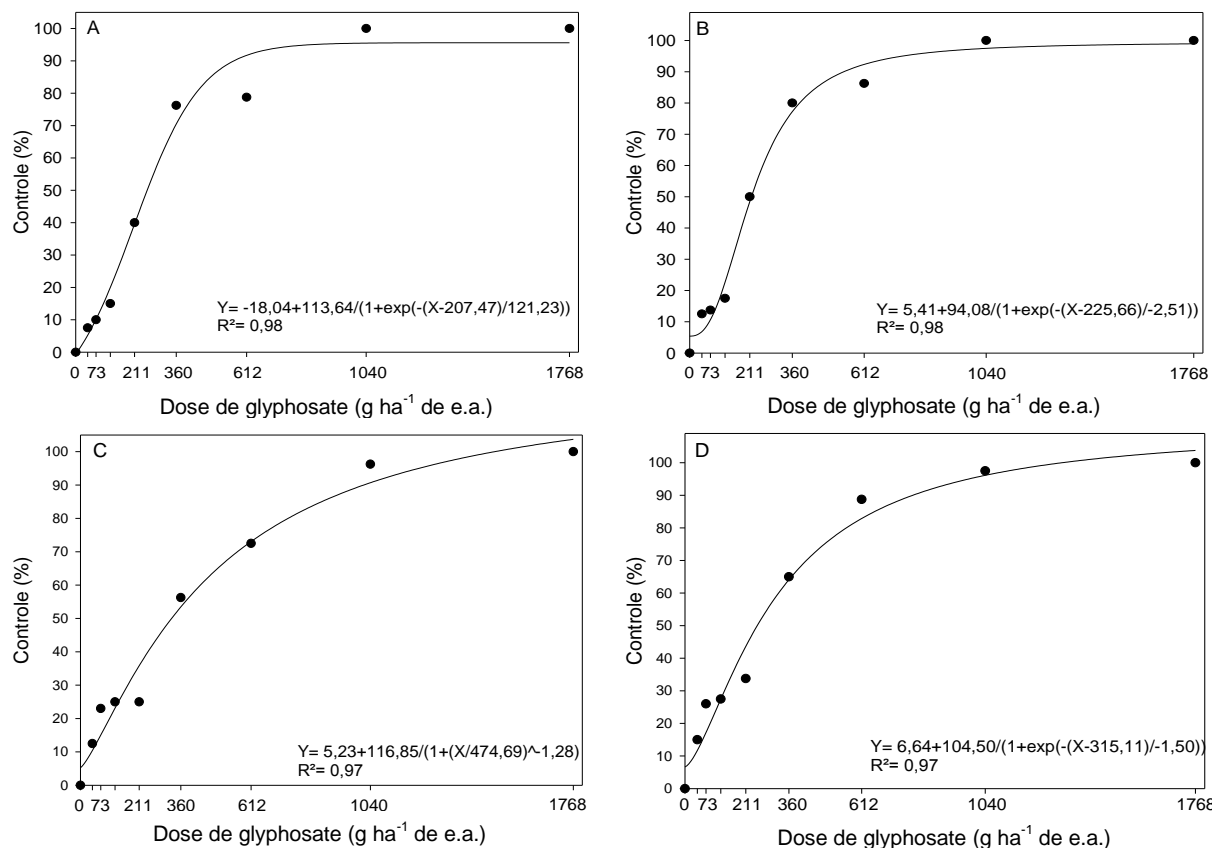 A
Controle (%)
100
90
80
70
60
50
40
30
20
10
0
Y= -18,04+113,64/(1+exp(-(X-207,47)/121,23))
R²= 0,98
0 73 211 360 612 1040 1768
Dose de glyphosate (g ha⁻¹ de e.a.)
B
Controle (%)
100
90
80
70
60
50
40
30
20
10
0
Y= 5,41+94,08/(1+exp(-(X-225,66)/-2,51))
R²= 0,98
0 73 211 360 612 1040 1768
Dose de glyphosate (g ha⁻¹ de e.a.)
C
Controle (%)
100
90
80
70
60
50
40
30
20
10
0
Y= 5,23+116,85/(1+(X/474,69)^-1,28)
R²= 0,97
0 73 211 360 612 1040 1768
Dose de glyphosate (g ha⁻¹ de e.a.)
D
Controle (%)
100
90
80
70
60
50
40
30
20
10
0
Y= 6,64+104,50/(1+exp(-(X-315,11)/-1,50))
R²= 0,97
0 73 211 360 612 1040 1768
Dose de glyphosate (g ha⁻¹ de e.a.)